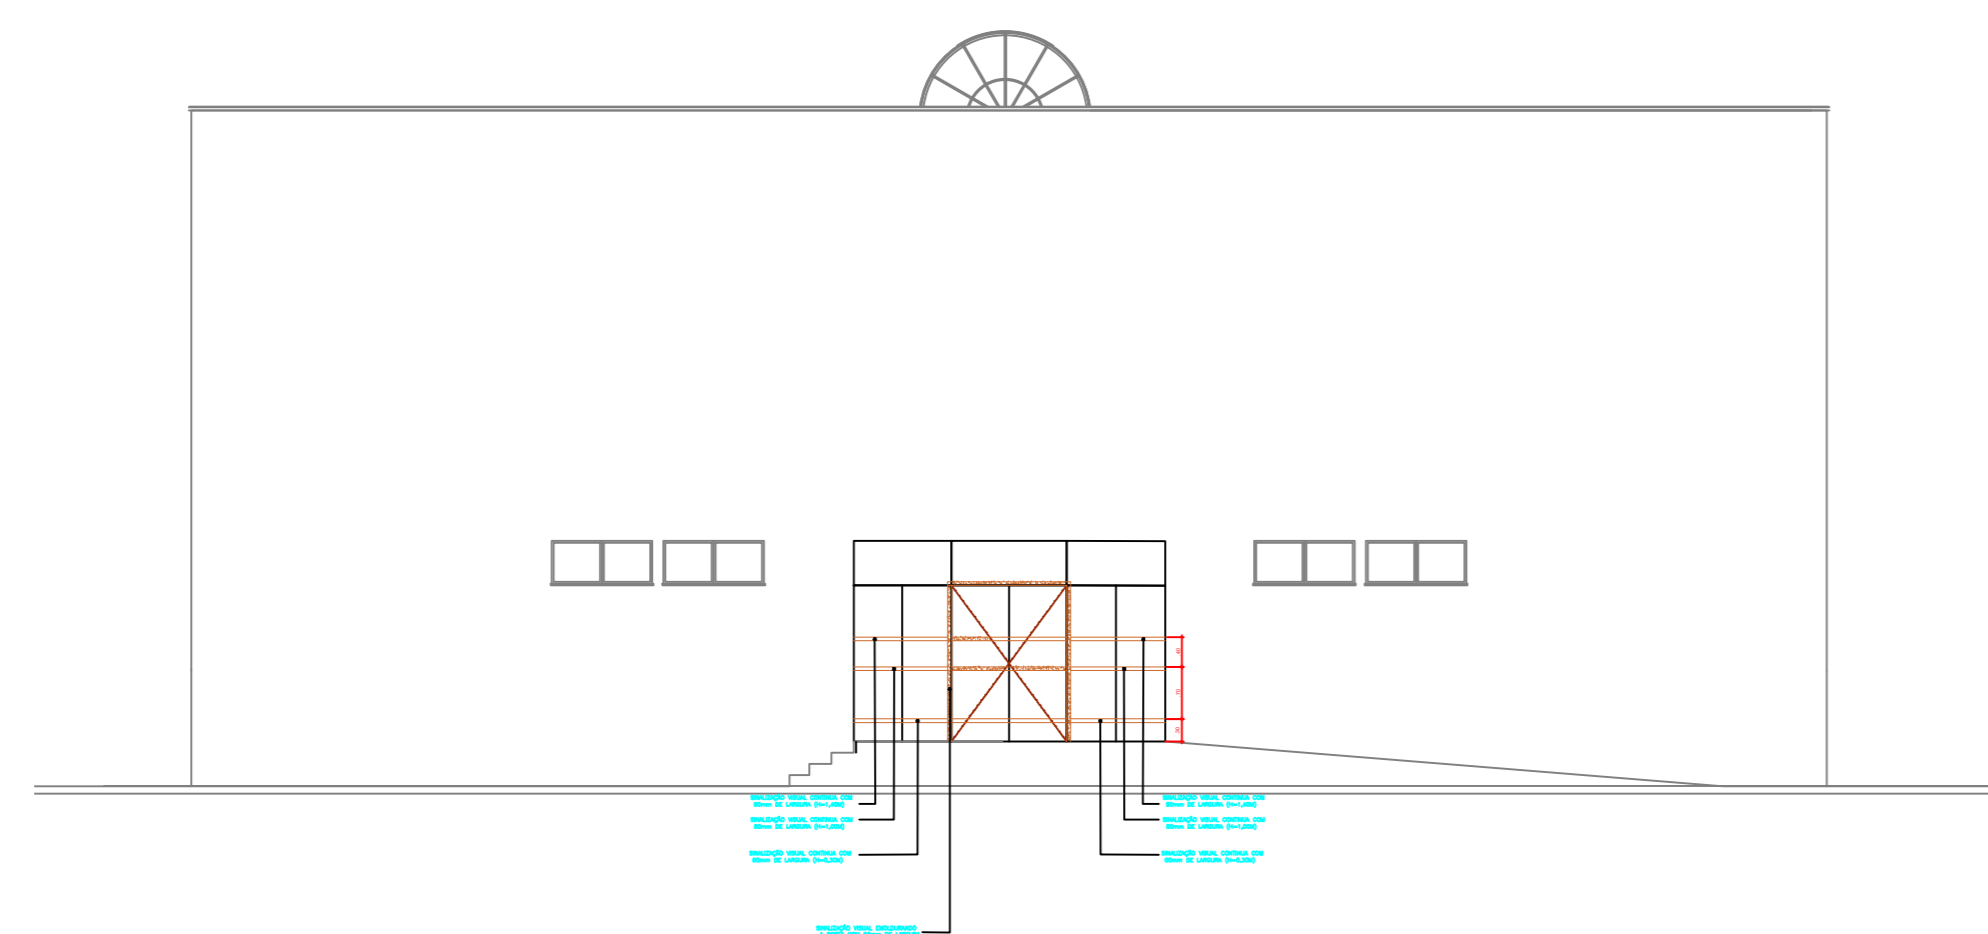 40
70
30
SINALIZAÇÃO VISUAL CONTINUA COM
50mm DE LARGURA (H=1,40M)
SINALIZAÇÃO VISUAL CONTINUA COM
50mm DE LARGURA (H=1,40M)
SINALIZAÇÃO VISUAL CONTINUA COM
50mm DE LARGURA (H=1,00M)
SINALIZAÇÃO VISUAL CONTINUA COM
50mm DE LARGURA (H=1,00M)
SINALIZAÇÃO VISUAL CONTINUA COM
50mm DE LARGURA (H=0,30M)
SINALIZAÇÃO VISUAL CONTINUA COM
50mm DE LARGURA (H=0,30M)
SINALIZAÇÃO VISUAL EMOLDURANDO